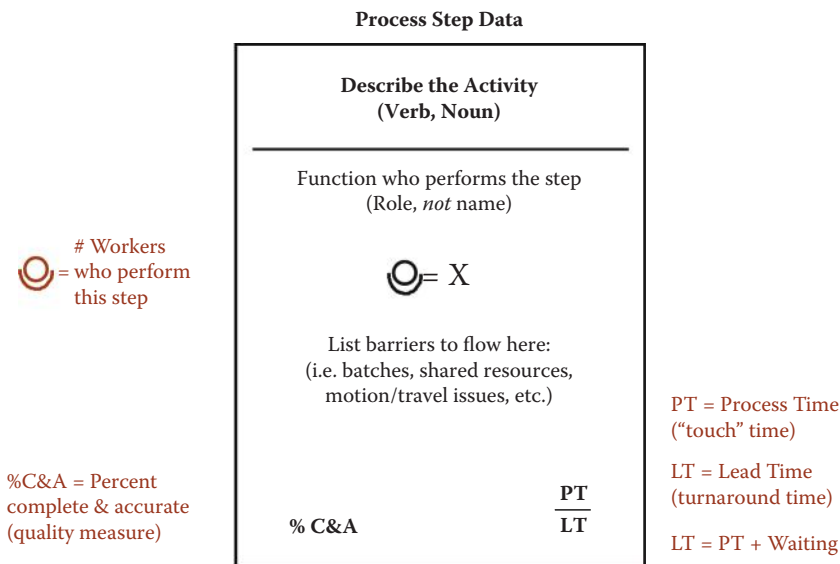 Process Step Data
Describe the Activity
(Verb, Noun)
Function who performs the step
(Role, not name)
# Workers
= who perform
this step
= X
List barriers to flow here:
(i.e. batches, shared resources,
motion/travel issues, etc.)
PT = Process Time
(“touch” time)
LT = Lead Time
(turnaround time)
LT = PT + Waiting
%C&A = Percent
complete & accurate
(quality measure)
% C&A
PT
LT